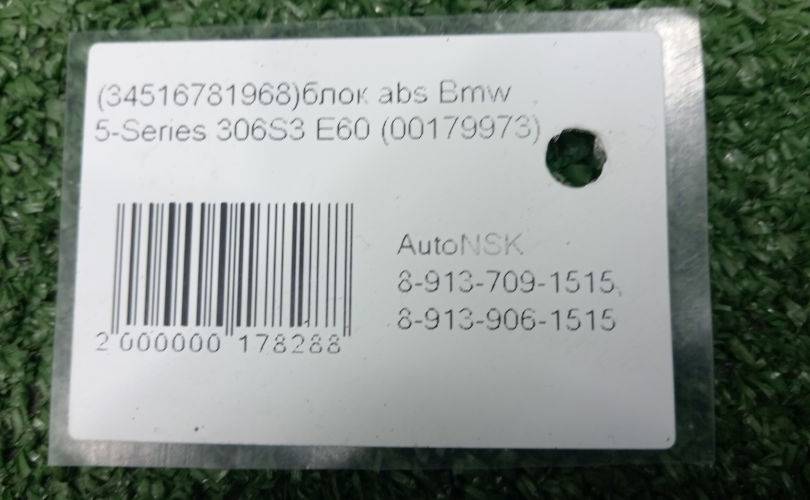 (34516781968)блок abs Bmw
5-Series 306S3 E60 (00179973)
AutoNSK
8-913-709-1515,
8-913-906-1515
2 000000 178288